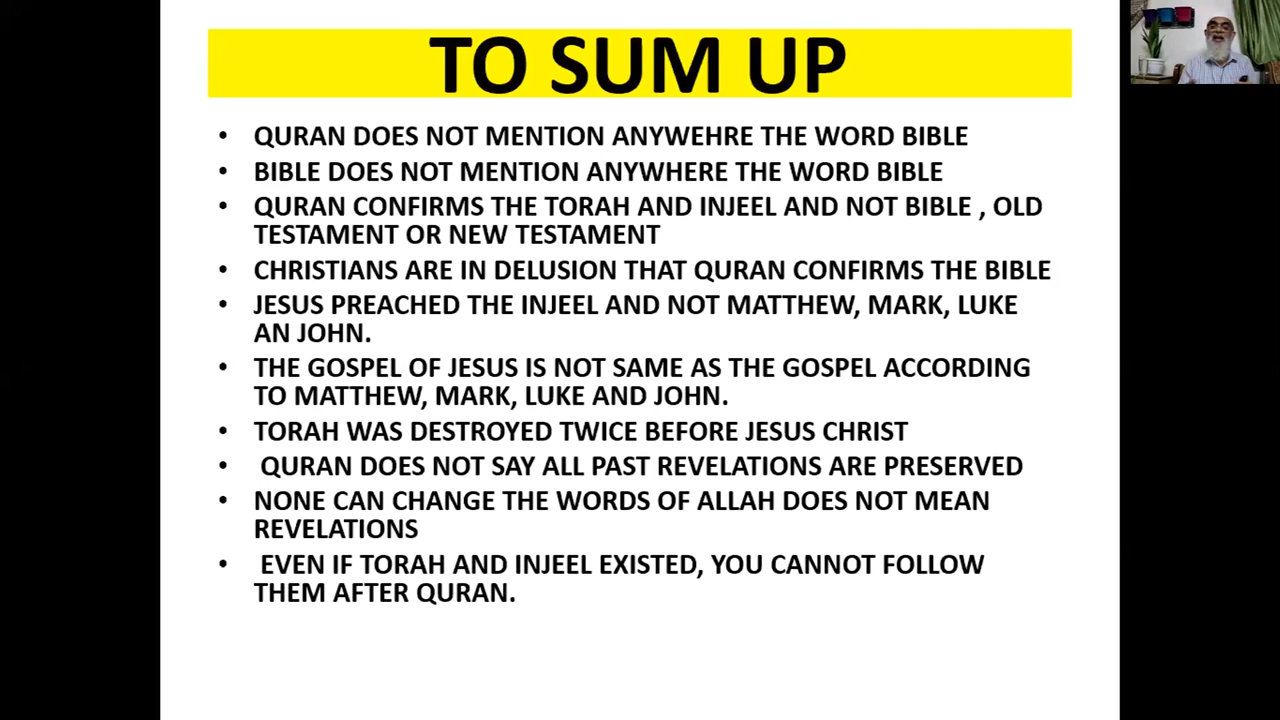 TO SUM UP
• QURAN DOES NOT MENTION ANYWEHRE THE WORD BIBLE
• BIBLE DOES NOT MENTION ANYWHERE THE WORD BIBLE
• QURAN CONFIRMS THE TORAH AND INJEEL AND NOT BIBLE , OLD
TESTAMENT OR NEW TESTAMENT
• CHRISTIANS ARE IN DELUSION THAT QURAN CONFIRMS THE BIBLE
• JESUS PREACHED THE INJEEL AND NOT MATTHEW, MARK, LUKE
AN JOHN.
• THE GOSPEL OF JESUS IS NOT SAME AS THE GOSPEL ACCORDING
TO MATTHEW, MARK, LUKE AND JOHN.
• TORAH WAS DESTROYED TWICE BEFORE JESUS CHRIST
• QURAN DOES NOT SAY ALL PAST REVELATIONS ARE PRESERVED
• NONE CAN CHANGE THE WORDS OF ALLAH DOES NOT MEAN
REVELATIONS
• EVEN IF TORAH AND INJEEL EXISTED, YOU CANNOT FOLLOW
THEM AFTER QURAN.